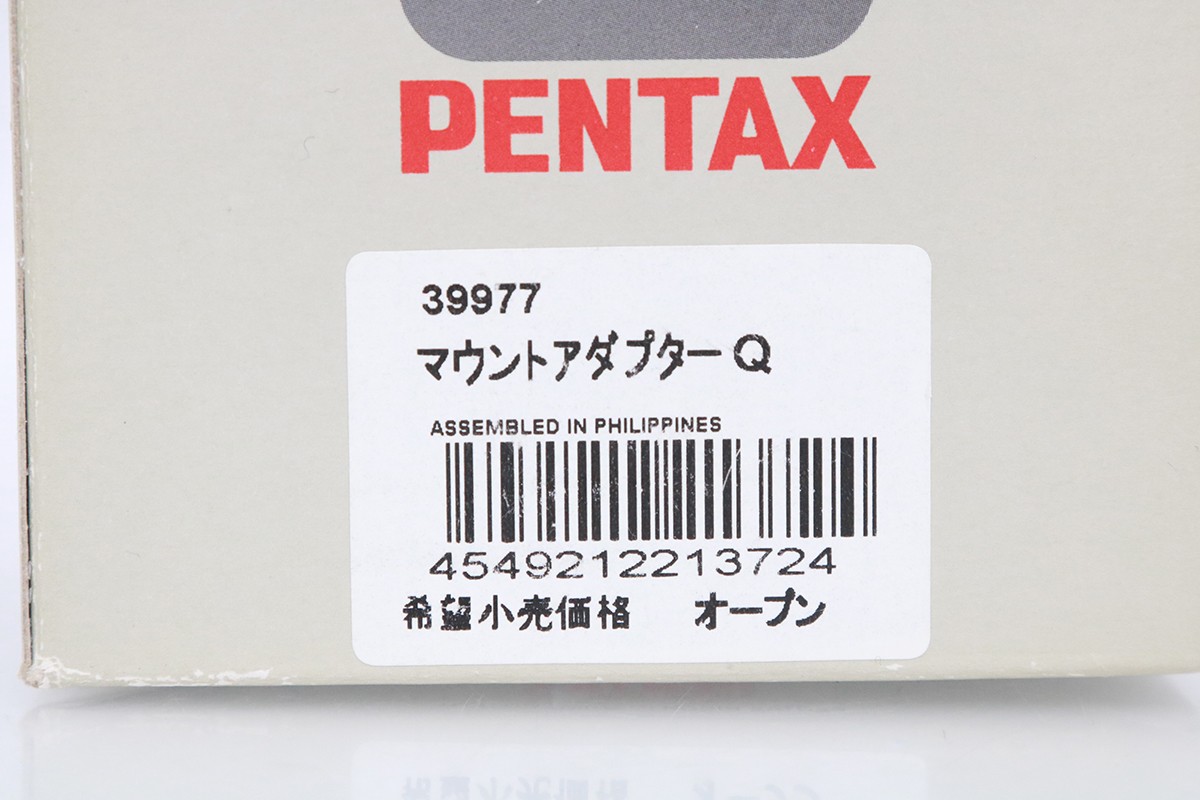 PENTAX
39977
マウントアダプターQ
ASSEMBLED IN PHILIPPINES
4549212213724
希望小売価格 オープン